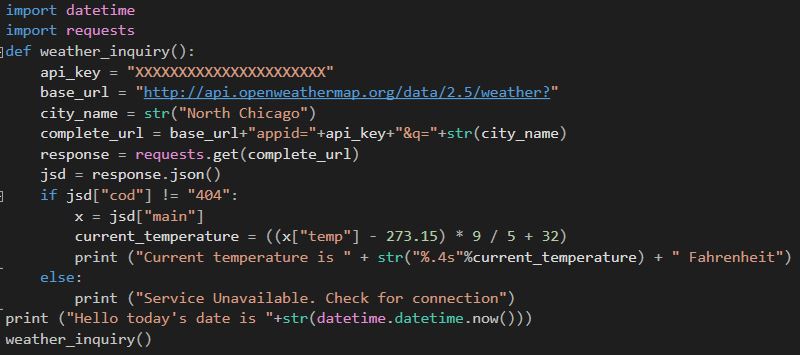 import datetime
import requests
def weather_inquiry():
    api_key = "XXXXXXXXXXXXXXXXXXXXXX"
    base_url = "http://api.openweathermap.org/data/2.5/weather?"
    city_name = str("North Chicago")
    complete_url = base_url+"appid="+api_key+"&q="+str(city_name)
    response = requests.get(complete_url)
    jsd = response.json()
    if jsd["cod"] != "404":
        x = jsd["main"]
        current_temperature = ((x["temp"] - 273.15) * 9 / 5 + 32)
        print ("Current temperature is " + str("%.4s"%current_temperature) + " Fahrenheit")
    else:
        print ("Service Unavailable. Check for connection")
print ("Hello today's date is "+str(datetime.datetime.now()))
weather_inquiry()